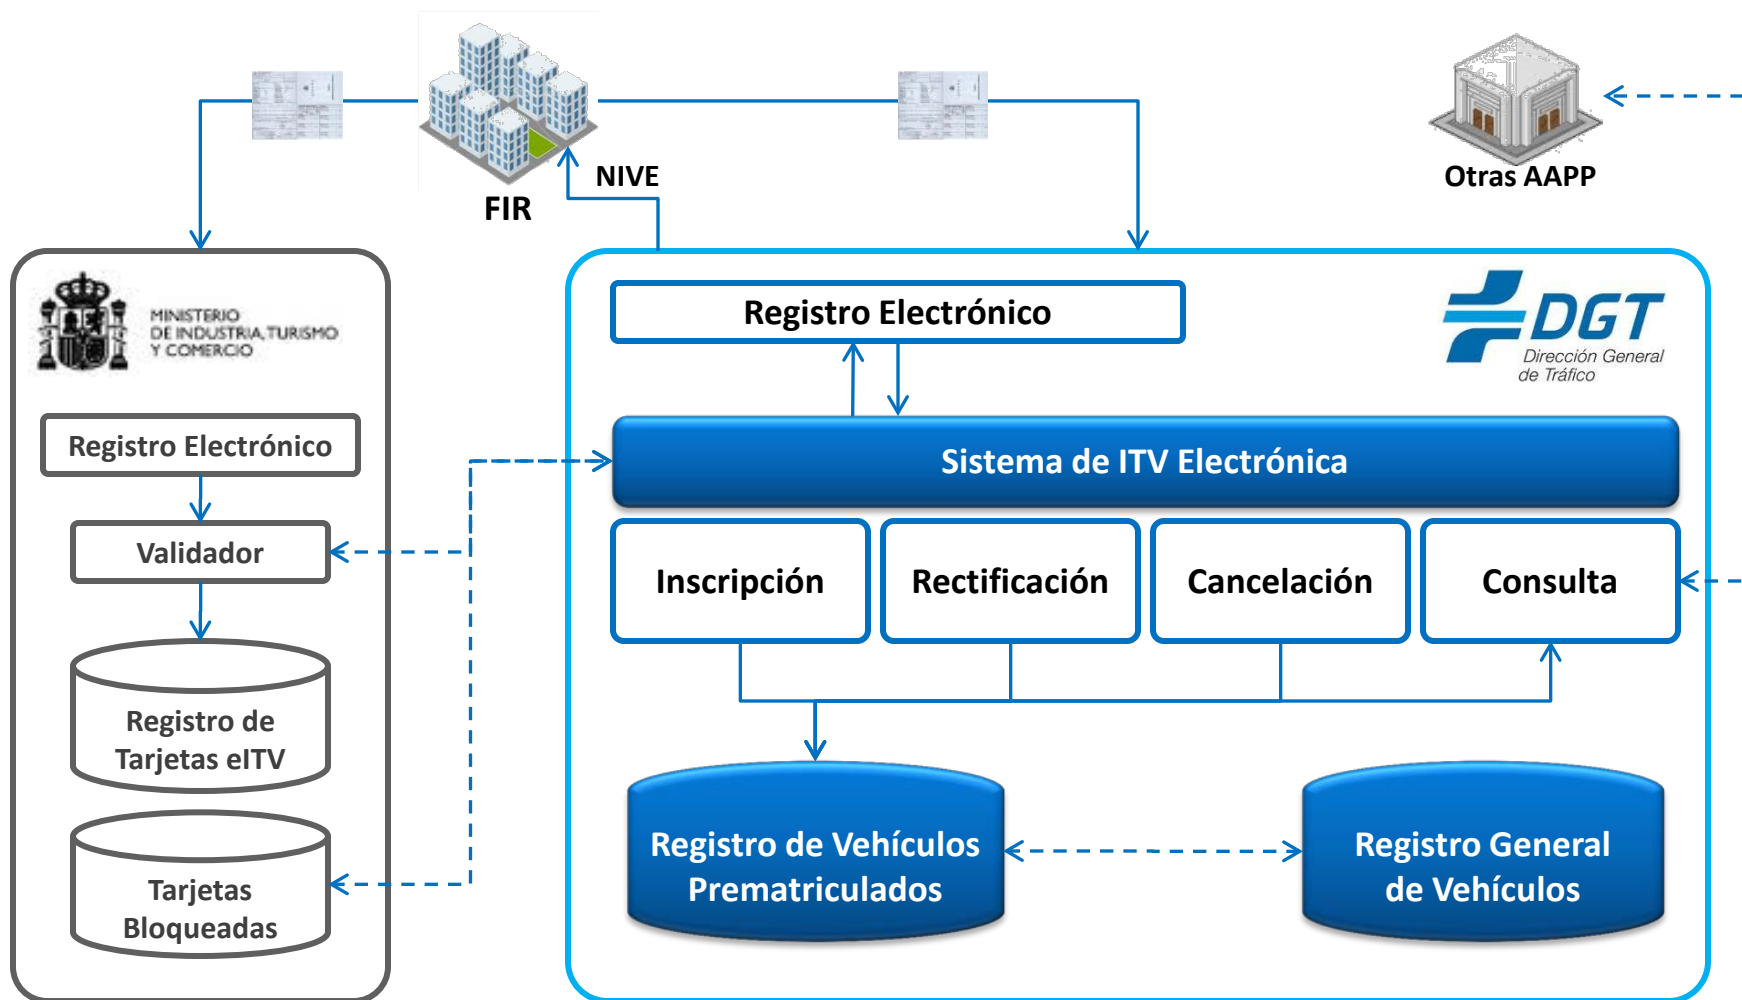 NIVE
FIR
Otras AAPP
MINISTERIO
DE INDUSTRIA, TURISMO
Y COMERCIO
Registro Electrónico
Validador
Registro de
Tarjetas eITV
Tarjetas
Bloqueadas
Registro Electrónico
DGT
Dirección General
de Tráfico
Sistema de ITV Electrónica
Inscripción
Rectificación
Cancelación
Consulta
Registro de Vehículos
Prematriculados
Registro General
de Vehículos